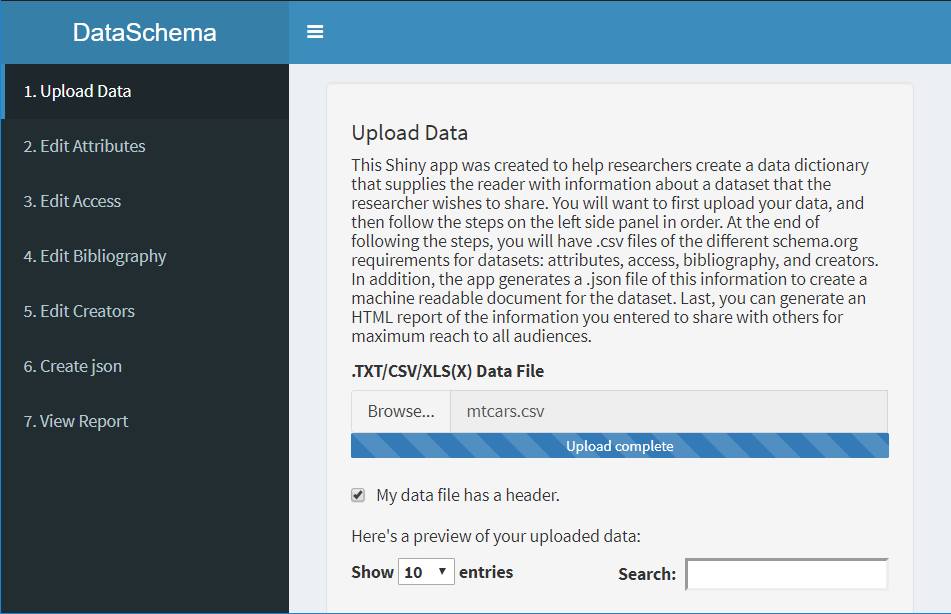 DataSchema
1. Upload Data
2. Edit Attributes
3. Edit Access
4. Edit Bibliography
5. Edit Creators
6. Create json
7. View Report
Upload Data
This Shiny app was created to help researchers create a data dictionary
that supplies the reader with information about a dataset that the
researcher wishes to share. You will want to first upload your data, and
then follow the steps on the left side panel in order. At the end of
following the steps, you will have .csv files of the different schema.org
requirements for datasets: attributes, access, bibliography, and creators.
In addition, the app generates a .json file of this information to create a
machine readable document for the dataset. Last, you can generate an
HTML report of the information you entered to share with others for
maximum reach to all audiences.
.TXT/CSV/XLS(X) Data File
Browse... mtcars.csv
Upload complete
My data file has a header.
Here's a preview of your uploaded data:
Show 10 entries Search: